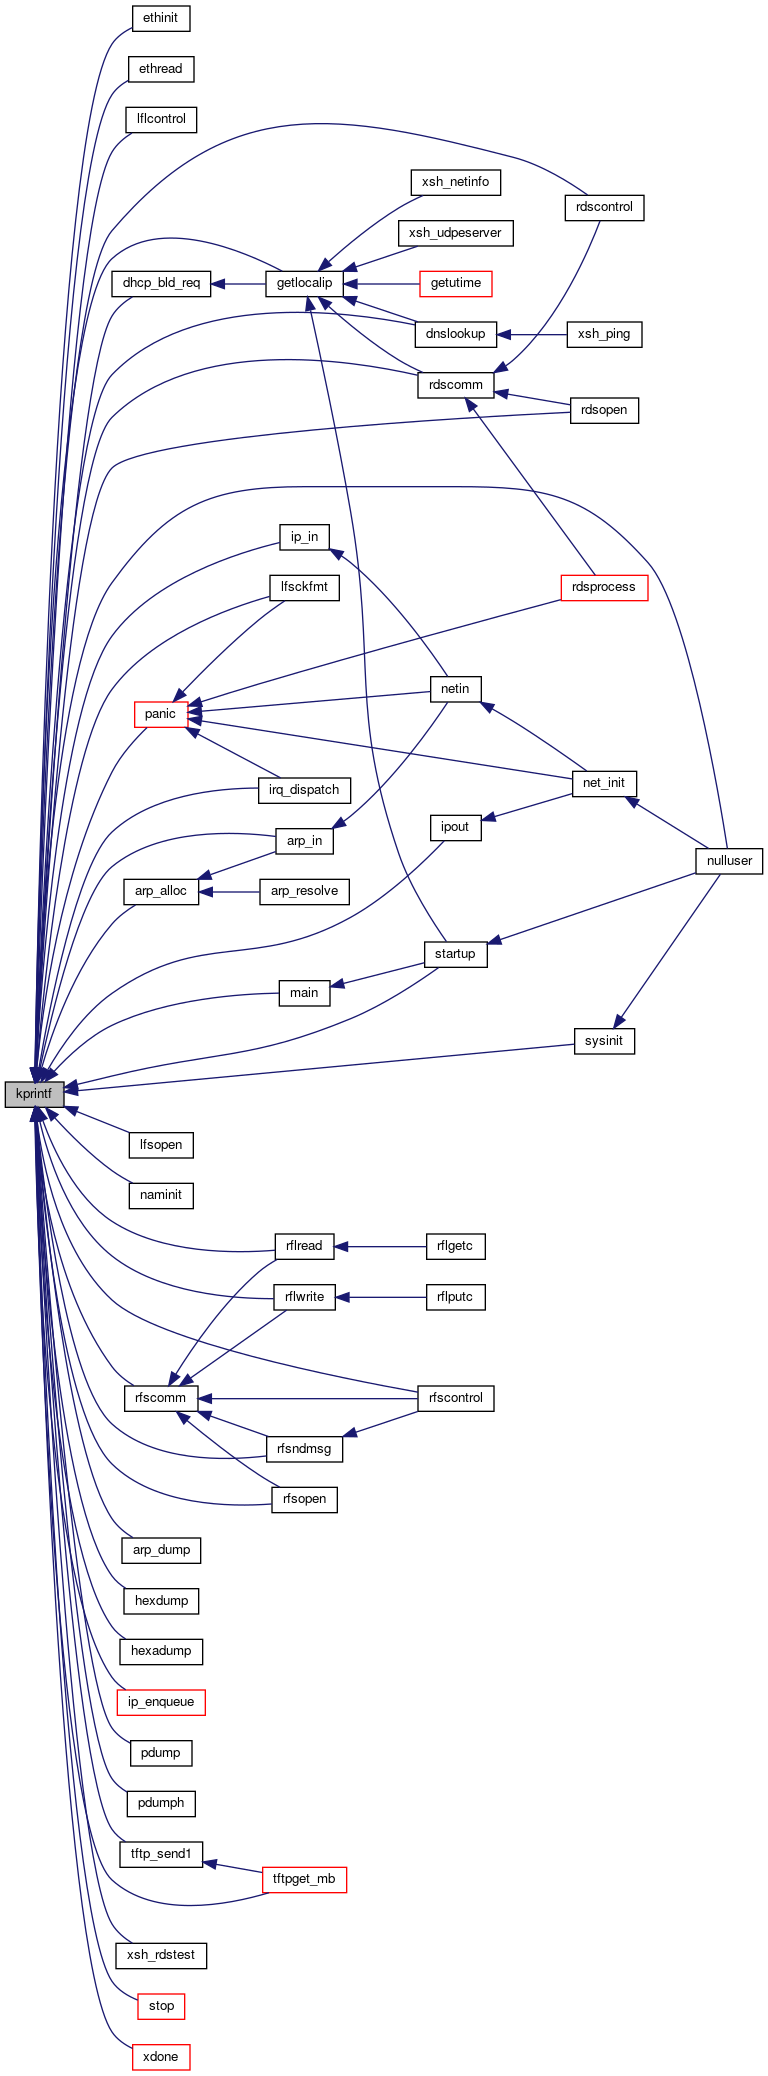 ethinit
ethread
lflcontrol
xsh_netinfo
rdscontrol
xsh_udpeserver
dhcp_bld_req
getlocalip
getutime
dnslookup
xsh_ping
rdscomm
rdsopen
ip_in
lfsckfmt
rdsprocess
netin
panic
net_init
irq_dispatch
ipout
arp_in
nulluser
arp_alloc
arp_resolve
startup
main
sysinit
kprintf
lfsopen
naminit
rflread
rflgetc
rflwrite
rflputc
rfscomm
rfscontrol
rfsndmsg
rfsopen
arp_dump
hexdump
hexadump
ip_enqueue
pdump
pdumph
tftp_send1
tftpget_mb
xsh_rdstest
stop
xdone